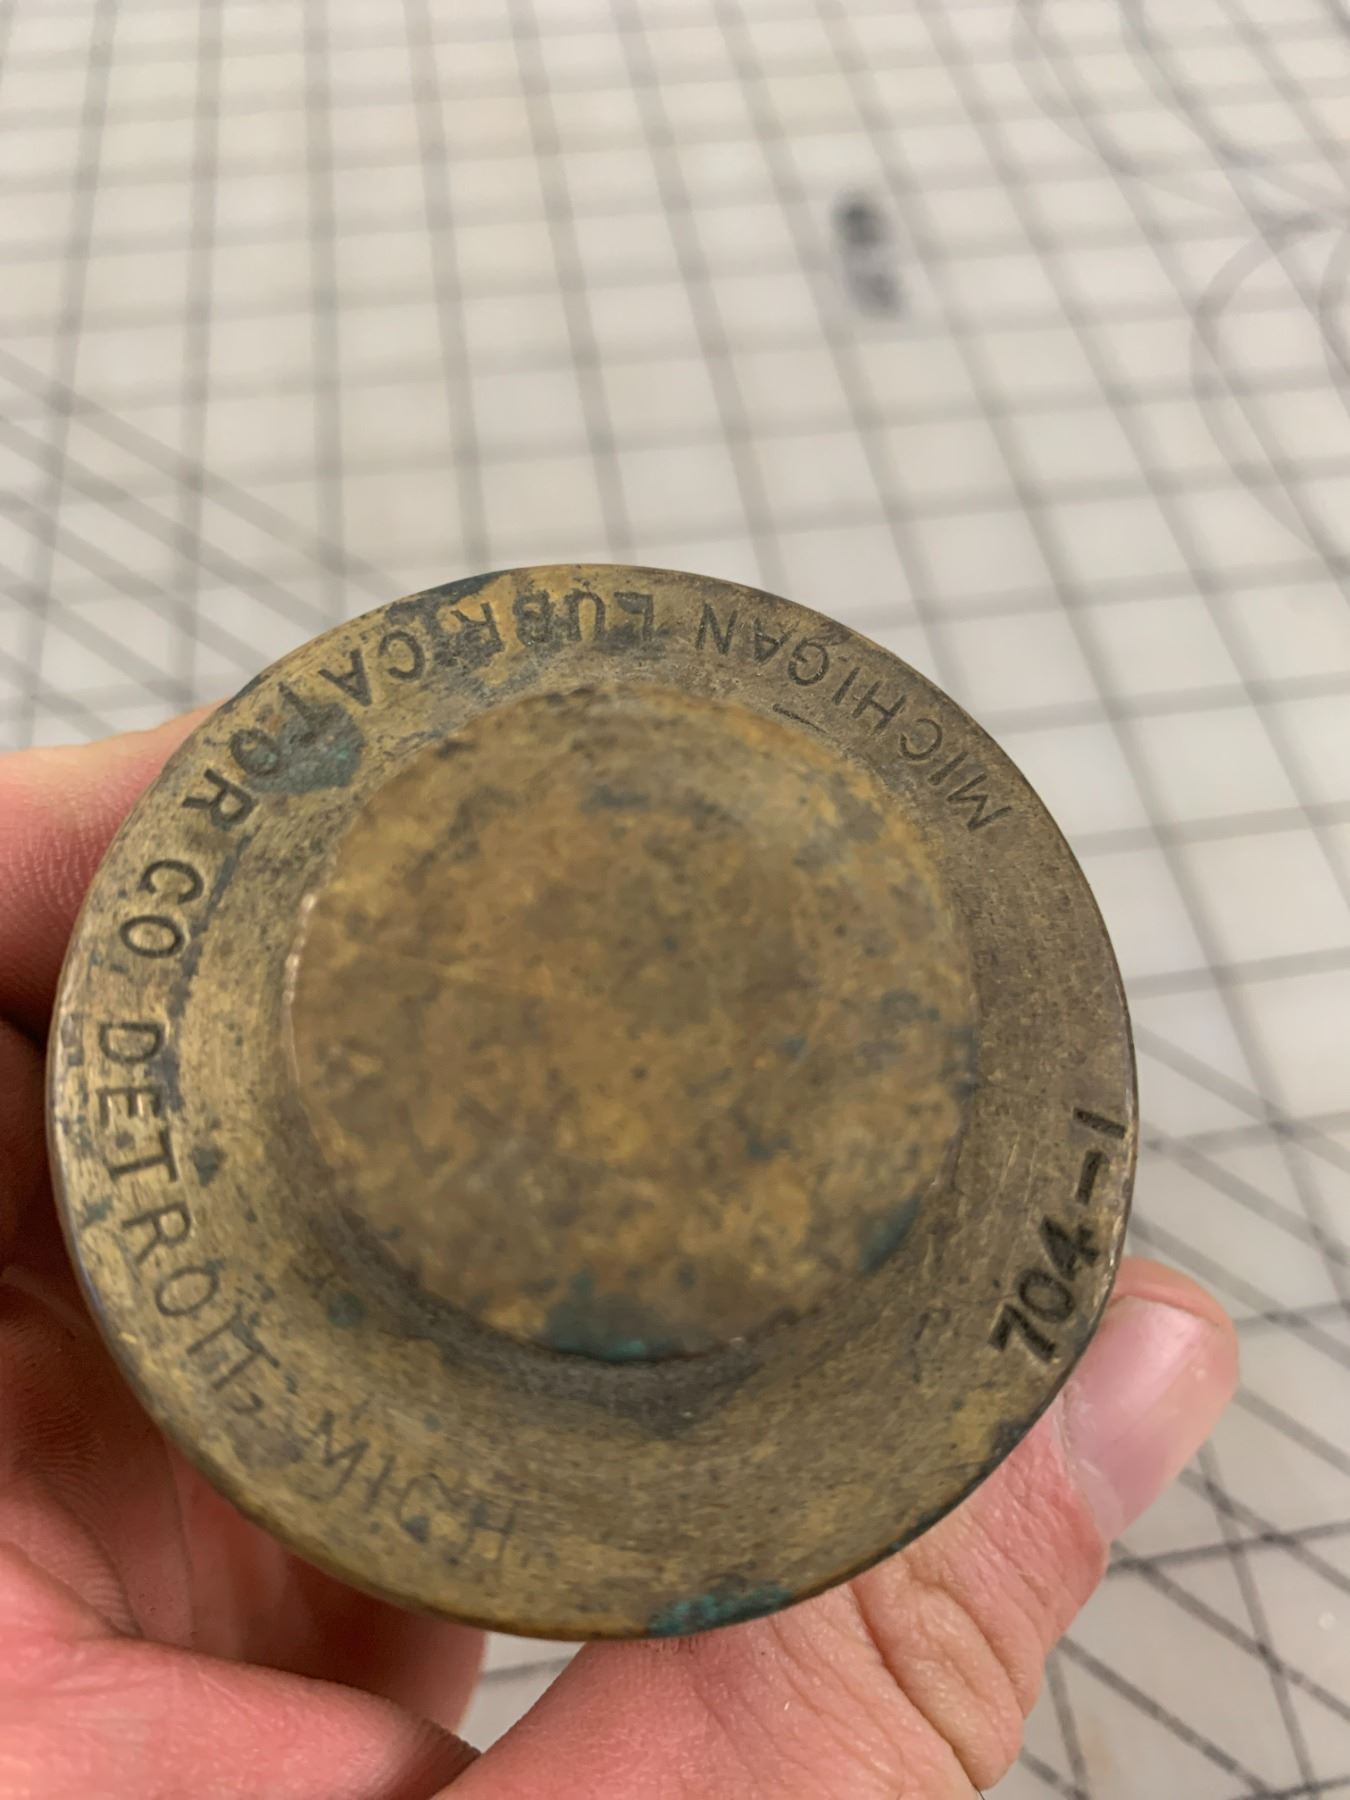 MICHIGAN LUBRICATOR CO. DETROIT, MICH.
704-1